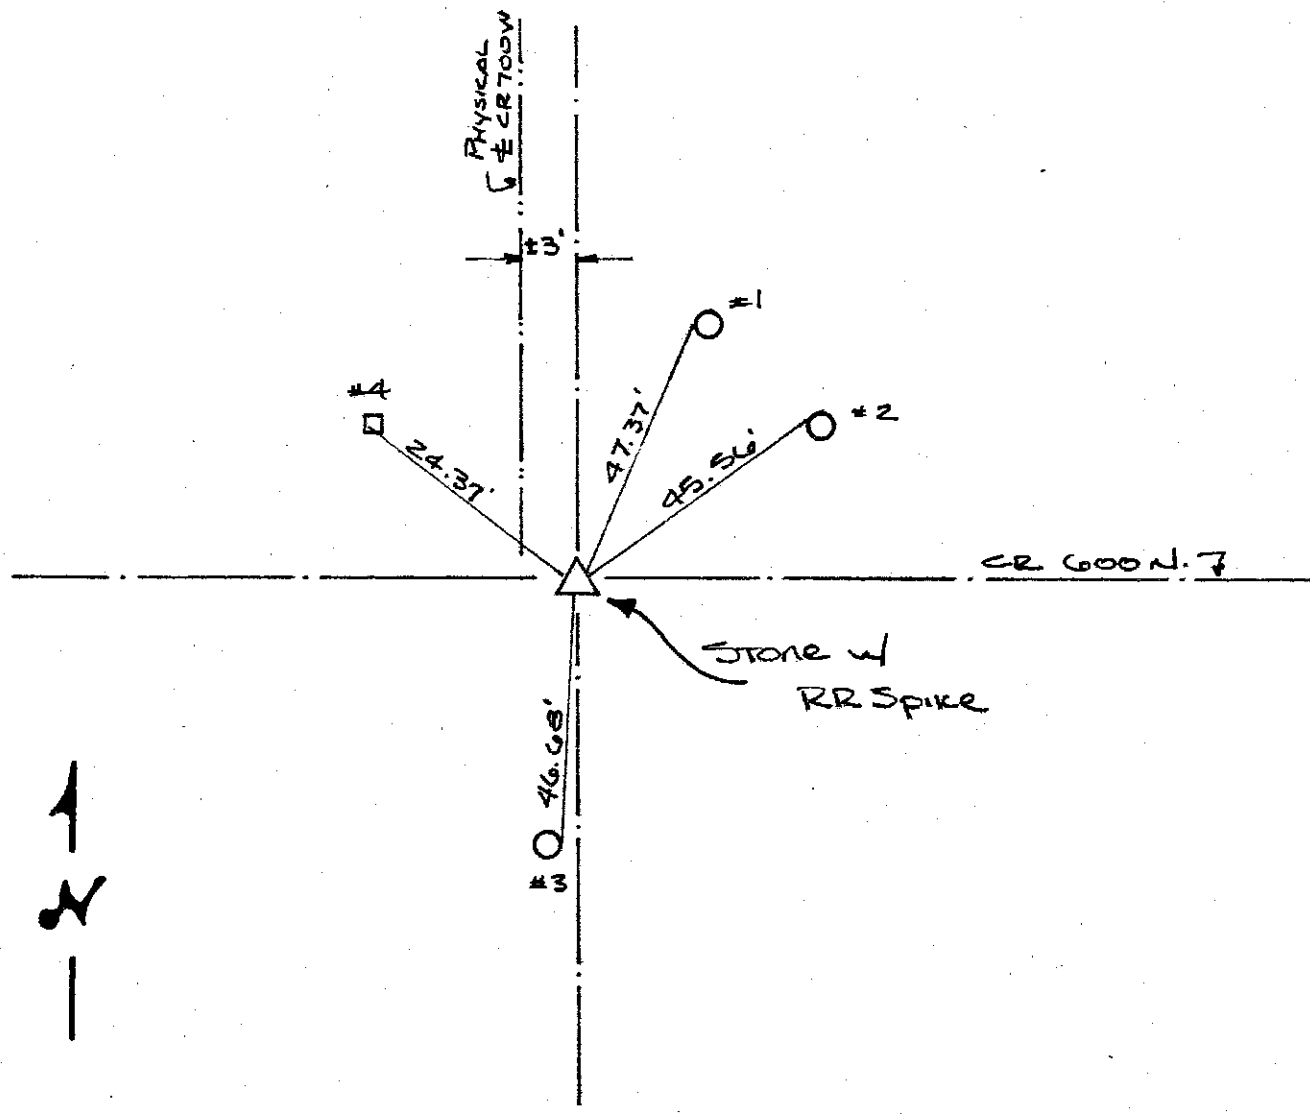 PHYSICAL
℄ CR 700W
±3'
#1
#4
#2
47.37'
24.37'
45.56'
CR 600 N.
STONE w/
RR SPIKE
46.68'
#3
N